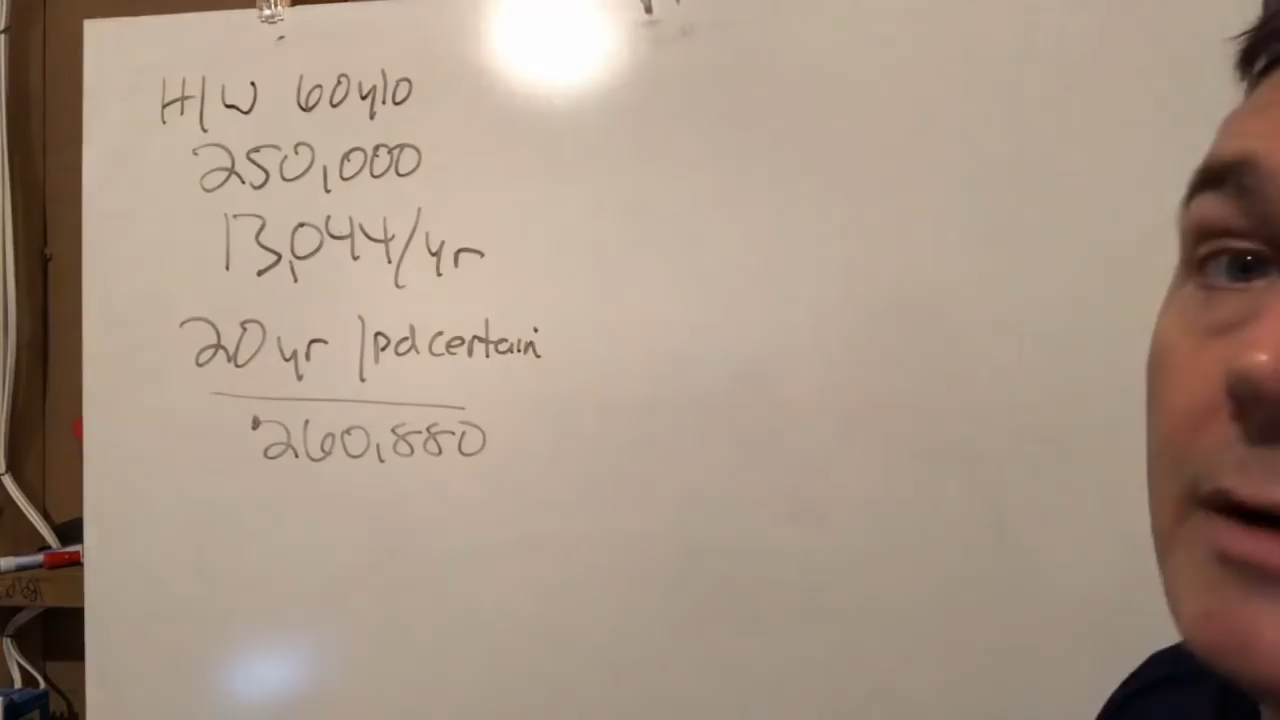 H/W 60y/o
250,000
13,044/yr
20yr /pd certain
260,880